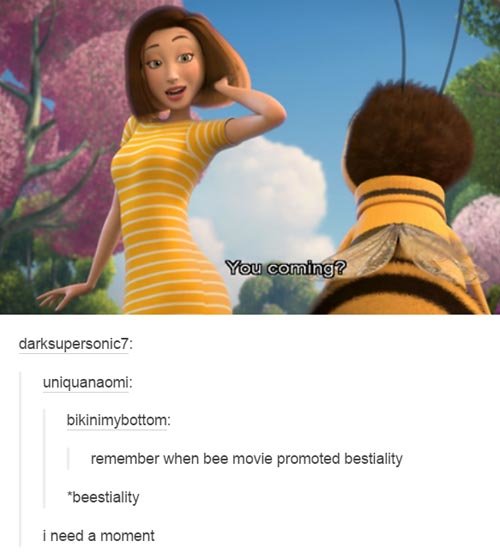 You coming?
darksupersonic7:
uniquanaomi:
bikinimybottom:
remember when bee movie promoted bestiality
*beestiality
i need a moment